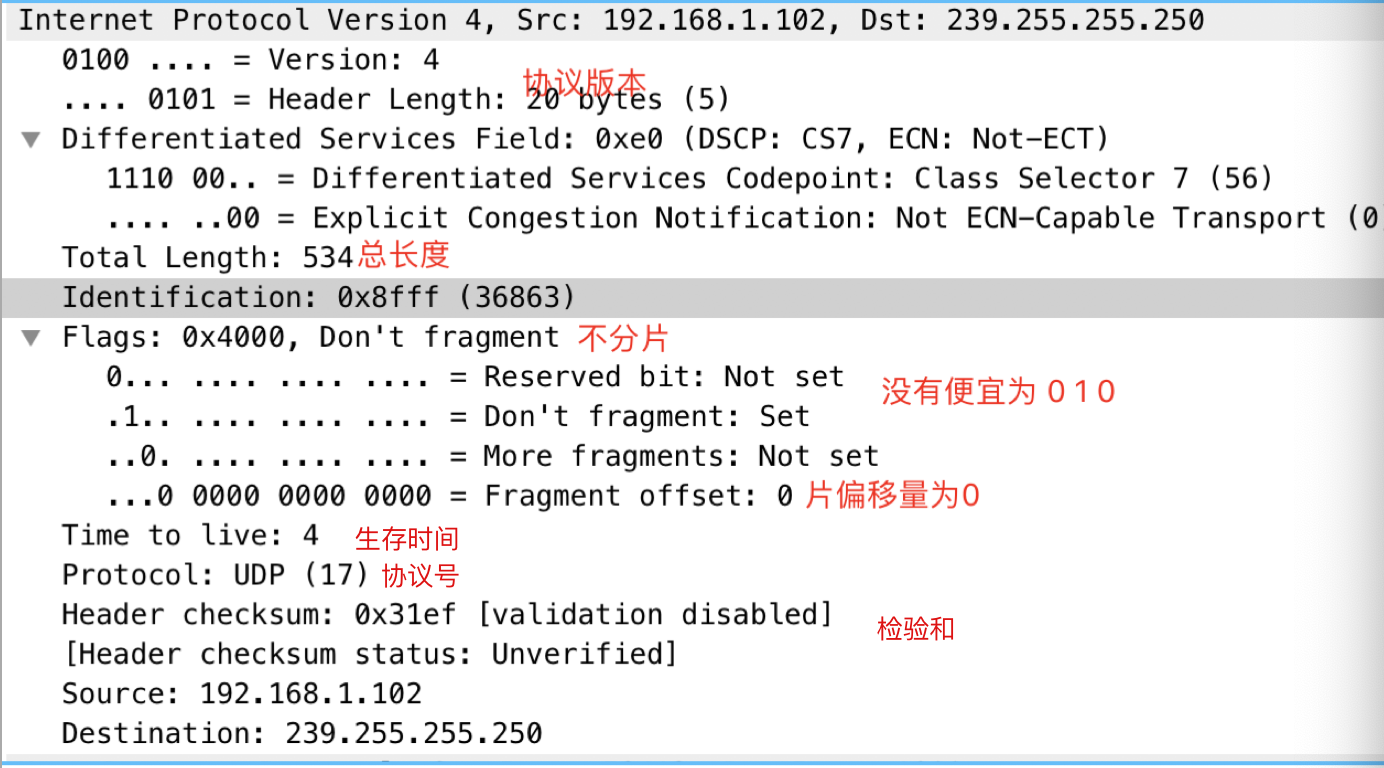 Internet Protocol Version 4, Src: 192.168.1.102, Dst: 239.255.255.250
0100 .... = Version: 4
协议版本
.... 0101 = Header Length: 20 bytes (5)
Differentiated Services Field: 0xe0 (DSCP: CS7, ECN: Not-ECT)
1110 00.. = Differentiated Services Codepoint: Class Selector 7 (56)
.... ..00 = Explicit Congestion Notification: Not ECN-Capable Transport (0
Total Length: 534 总长度
Identification: 0x8fff (36863)
Flags: 0x4000, Don't fragment 不分片
0... .... .... .... = Reserved bit: Not set
没有便宜为 0 1 0
.1.. .... .... .... = Don't fragment: Set
..0. .... .... .... = More fragments: Not set
...0 0000 0000 0000 = Fragment offset: 0 片偏移量为0
Time to live: 4 生存时间
Protocol: UDP (17) 协议号
Header checksum: 0x31ef [validation disabled]
检验和
[Header checksum status: Unverified]
Source: 192.168.1.102
Destination: 239.255.255.250